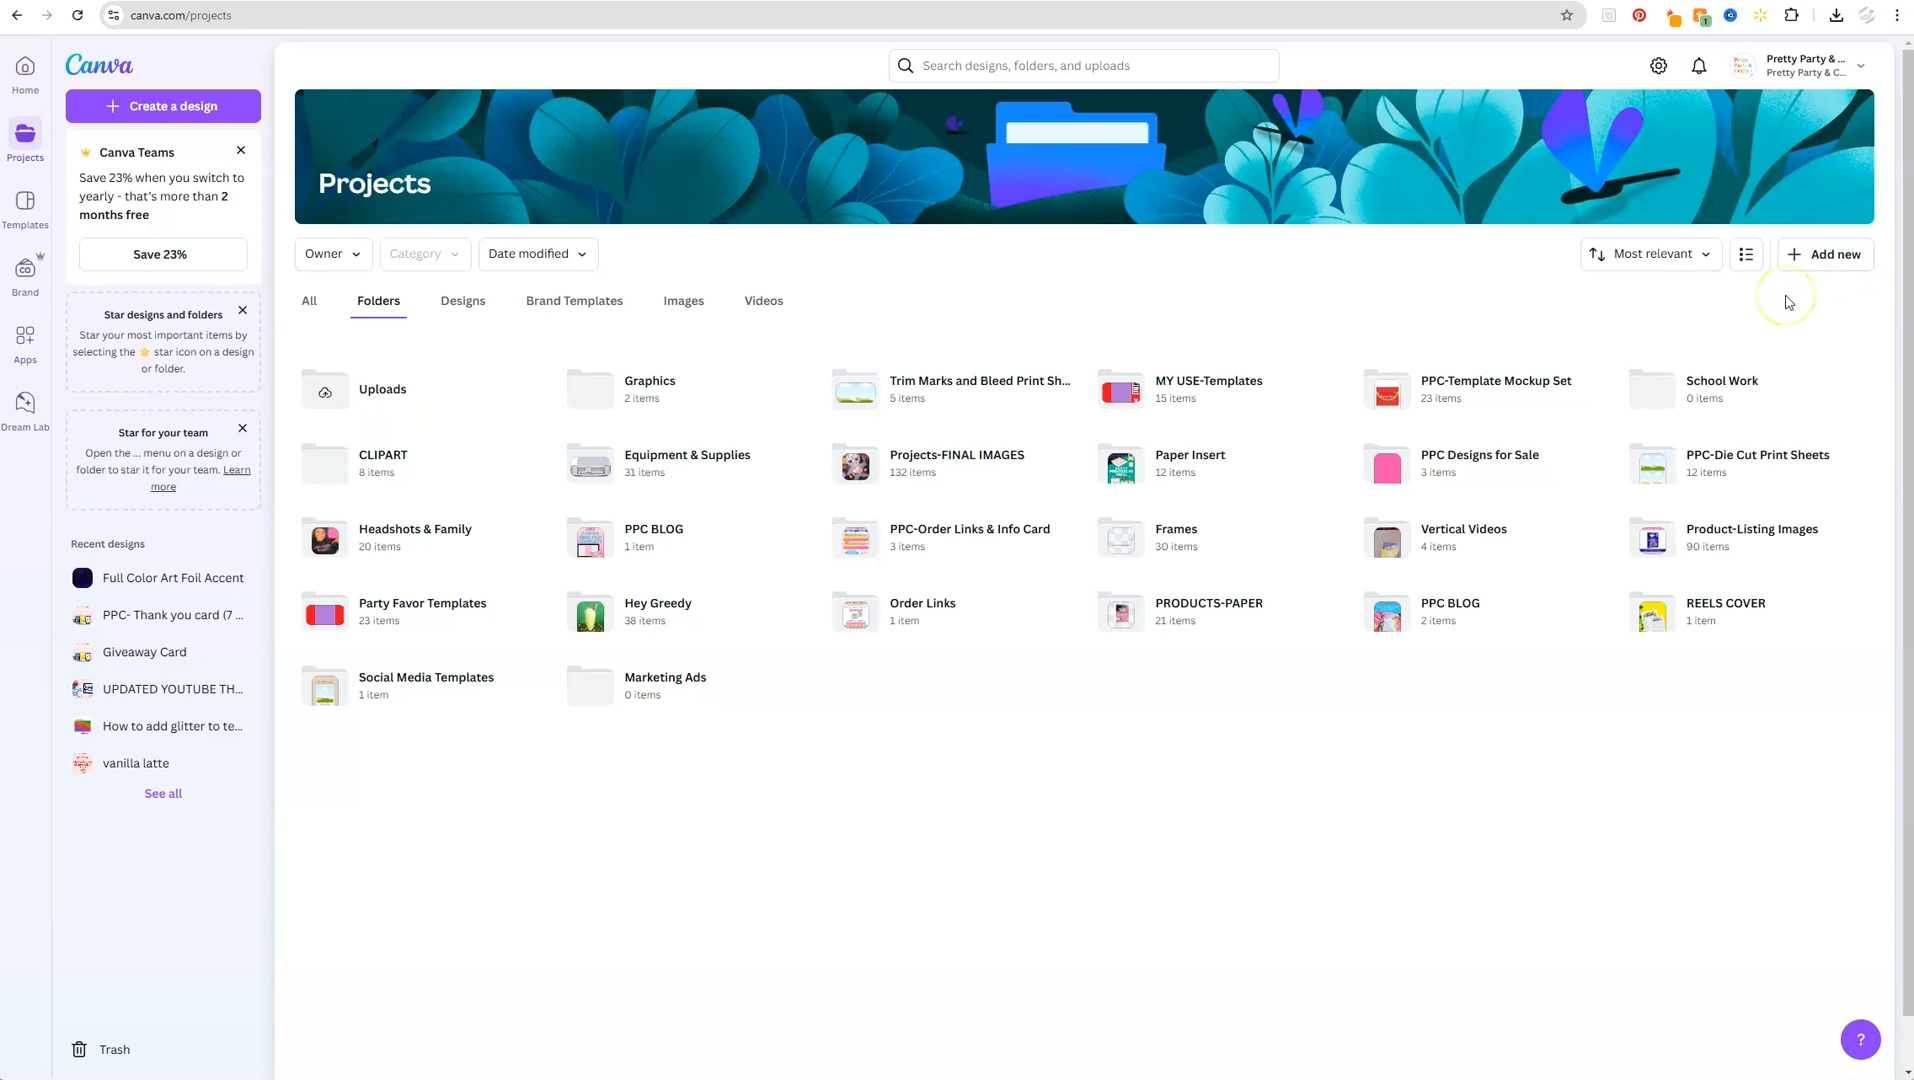 canva.com/projects
1
Canva
Home
Projects
Templates
Brand
Apps
Dream Lab
Create a design
Canva Teams
Save 23% when you switch to
yearly - that's more than 2
months free
Save 23%
Star designs and folders
Star your most important items by
selecting the ⭐ star icon on a design
or folder.
Star for your team
Open the ... menu on a design or
folder to star it for your team. Learn
more
Recent designs
Full Color Art Foil Accent
PPC- Thank you card (7 ...
Giveaway Card
UPDATED YOUTUBE TH...
How to add glitter to te...
vanilla latte
See all
Trash
Search designs, folders, and uploads
Pretty Party & ...
Pretty Party & C...
Projects
Owner
Category
Date modified
Most relevant
Add new
All
Folders
Designs
Brand Templates
Images
Videos
Uploads
Graphics
2 items
Trim Marks and Bleed Print Sh...
5 items
MY USE-Templates
15 items
PPC-Template Mockup Set
23 items
School Work
0 items
CLIPART
8 items
Equipment & Supplies
31 items
Projects-FINAL IMAGES
132 items
Paper Insert
12 items
PPC Designs for Sale
3 items
PPC-Die Cut Print Sheets
12 items
Headshots & Family
20 items
PPC BLOG
1 item
PPC-Order Links & Info Card
3 items
Frames
30 items
Vertical Videos
4 items
Product-Listing Images
90 items
Party Favor Templates
23 items
Hey Greedy
38 items
Order Links
1 item
PRODUCTS-PAPER
21 items
PPC BLOG
2 items
REELS COVER
1 item
Social Media Templates
1 item
Marketing Ads
0 items
?